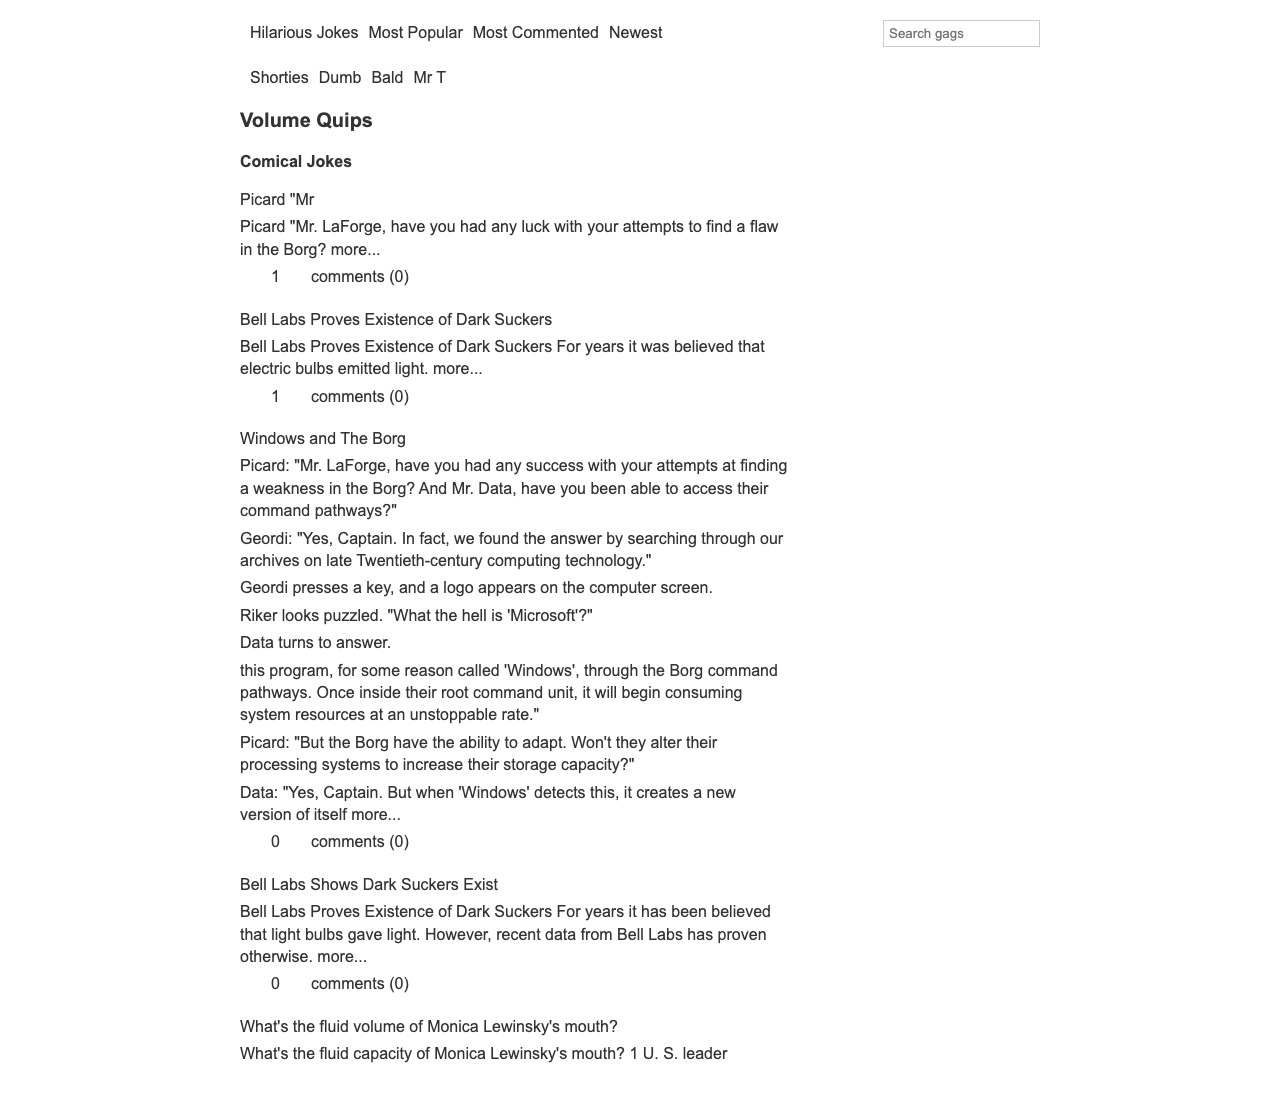 Hilarious Jokes Most Popular Most Commented Newest
Search gags
Shorties Dumb Bald Mr T
Volume Quips
Comical Jokes
Picard "Mr
Picard "Mr. LaForge, have you had any luck with your attempts to find a flaw
in the Borg? more...
1 comments (0)
Bell Labs Proves Existence of Dark Suckers
Bell Labs Proves Existence of Dark Suckers For years it was believed that
electric bulbs emitted light. more...
1 comments (0)
Windows and The Borg
Picard: "Mr. LaForge, have you had any success with your attempts at finding
a weakness in the Borg? And Mr. Data, have you been able to access their
command pathways?"
Geordi: "Yes, Captain. In fact, we found the answer by searching through our
archives on late Twentieth-century computing technology."
Geordi presses a key, and a logo appears on the computer screen.
Riker looks puzzled. "What the hell is 'Microsoft'?"
Data turns to answer.
this program, for some reason called 'Windows', through the Borg command
pathways. Once inside their root command unit, it will begin consuming
system resources at an unstoppable rate."
Picard: "But the Borg have the ability to adapt. Won't they alter their
processing systems to increase their storage capacity?"
Data: "Yes, Captain. But when 'Windows' detects this, it creates a new
version of itself more...
0 comments (0)
Bell Labs Shows Dark Suckers Exist
Bell Labs Proves Existence of Dark Suckers For years it has been believed
that light bulbs gave light. However, recent data from Bell Labs has proven
otherwise. more...
0 comments (0)
What's the fluid volume of Monica Lewinsky's mouth?
What's the fluid capacity of Monica Lewinsky's mouth? 1 U. S. leader